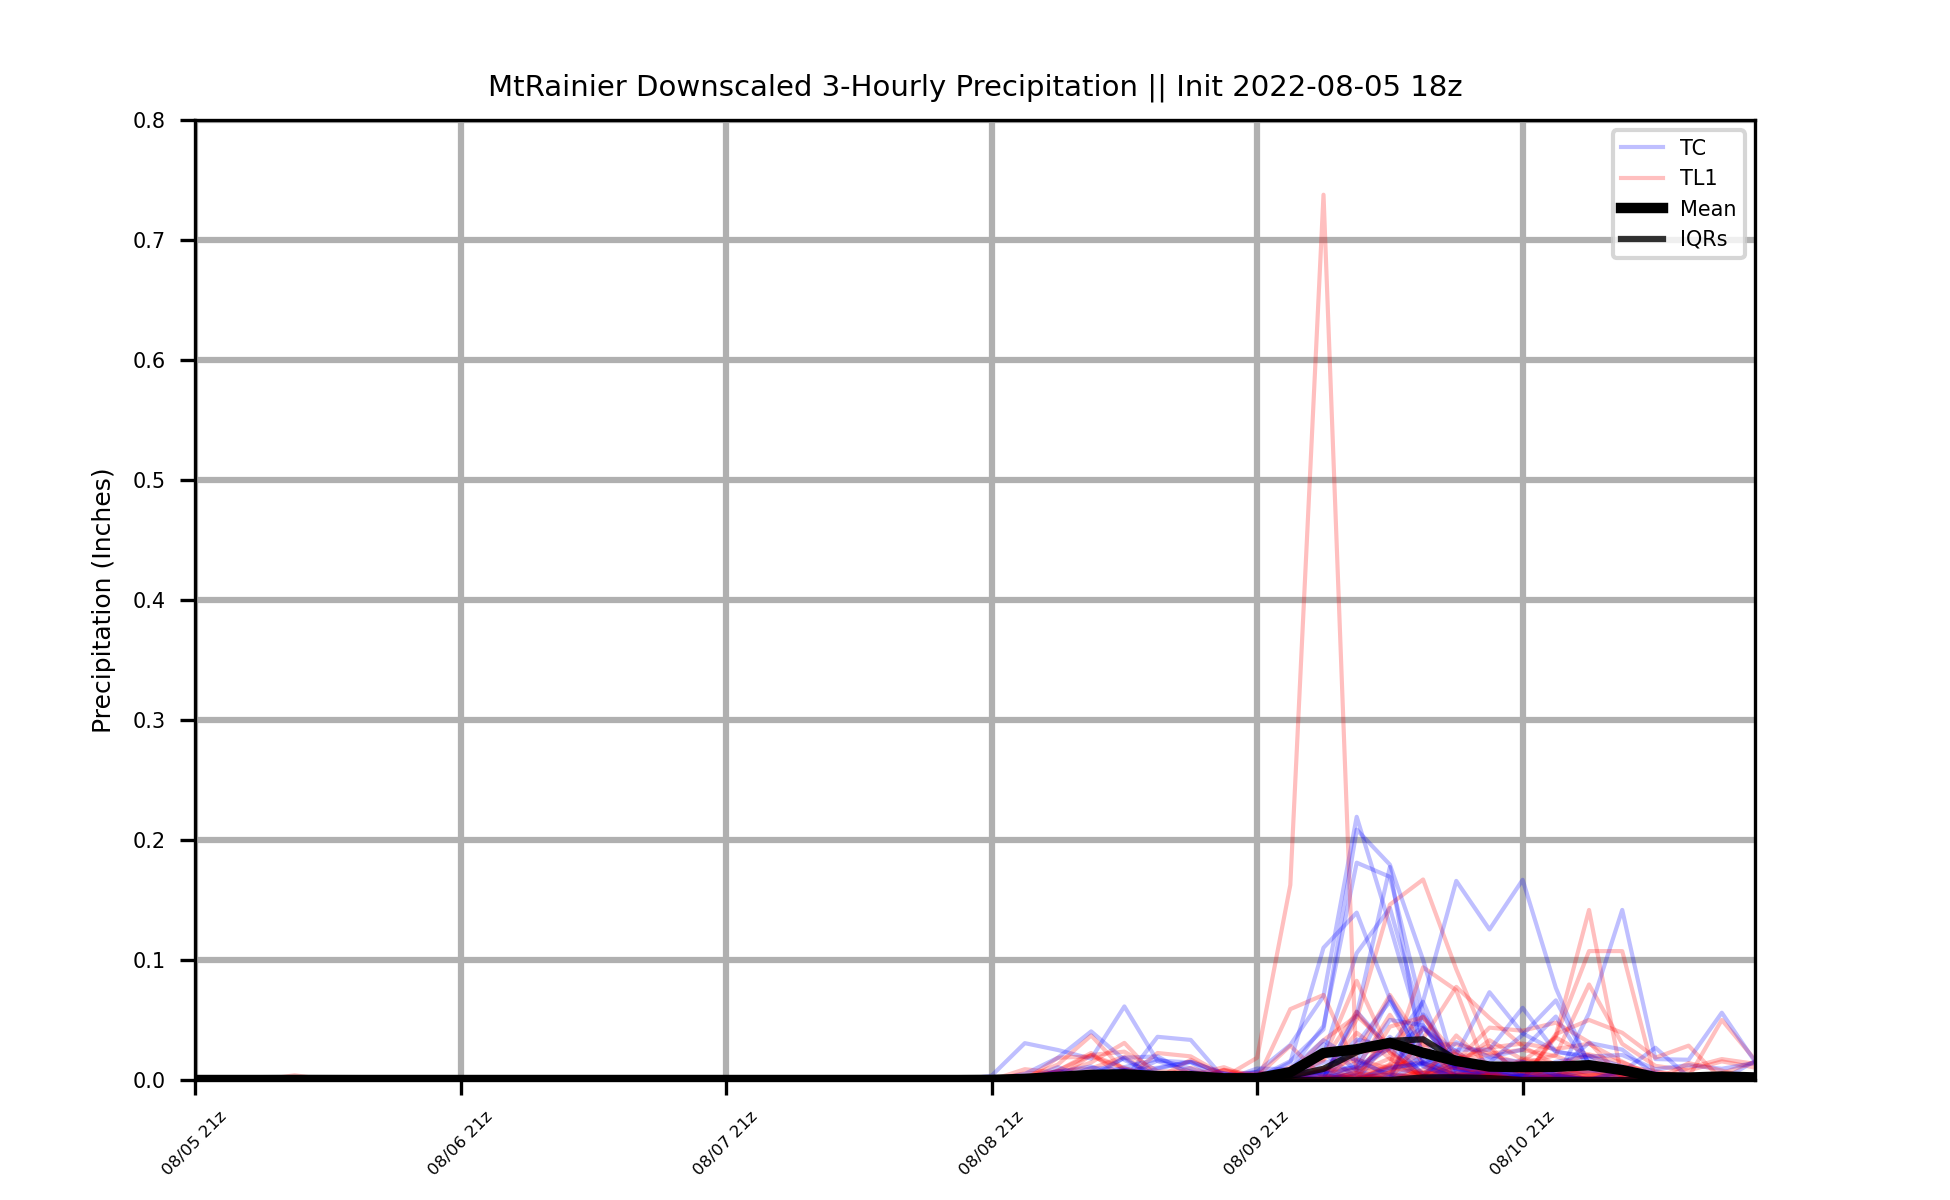 MtRainier Downscaled 3-Hourly Precipitation || Init 2022-08-05 18z
TC
TL1
Mean
IQRs
Precipitation (Inches)
0.8
0.7
0.6
0.5
0.4
0.3
0.2
0.1
0.0
08/05 21z
08/06 21z
08/07 21z
08/08 21z
08/09 21z
08/10 21z